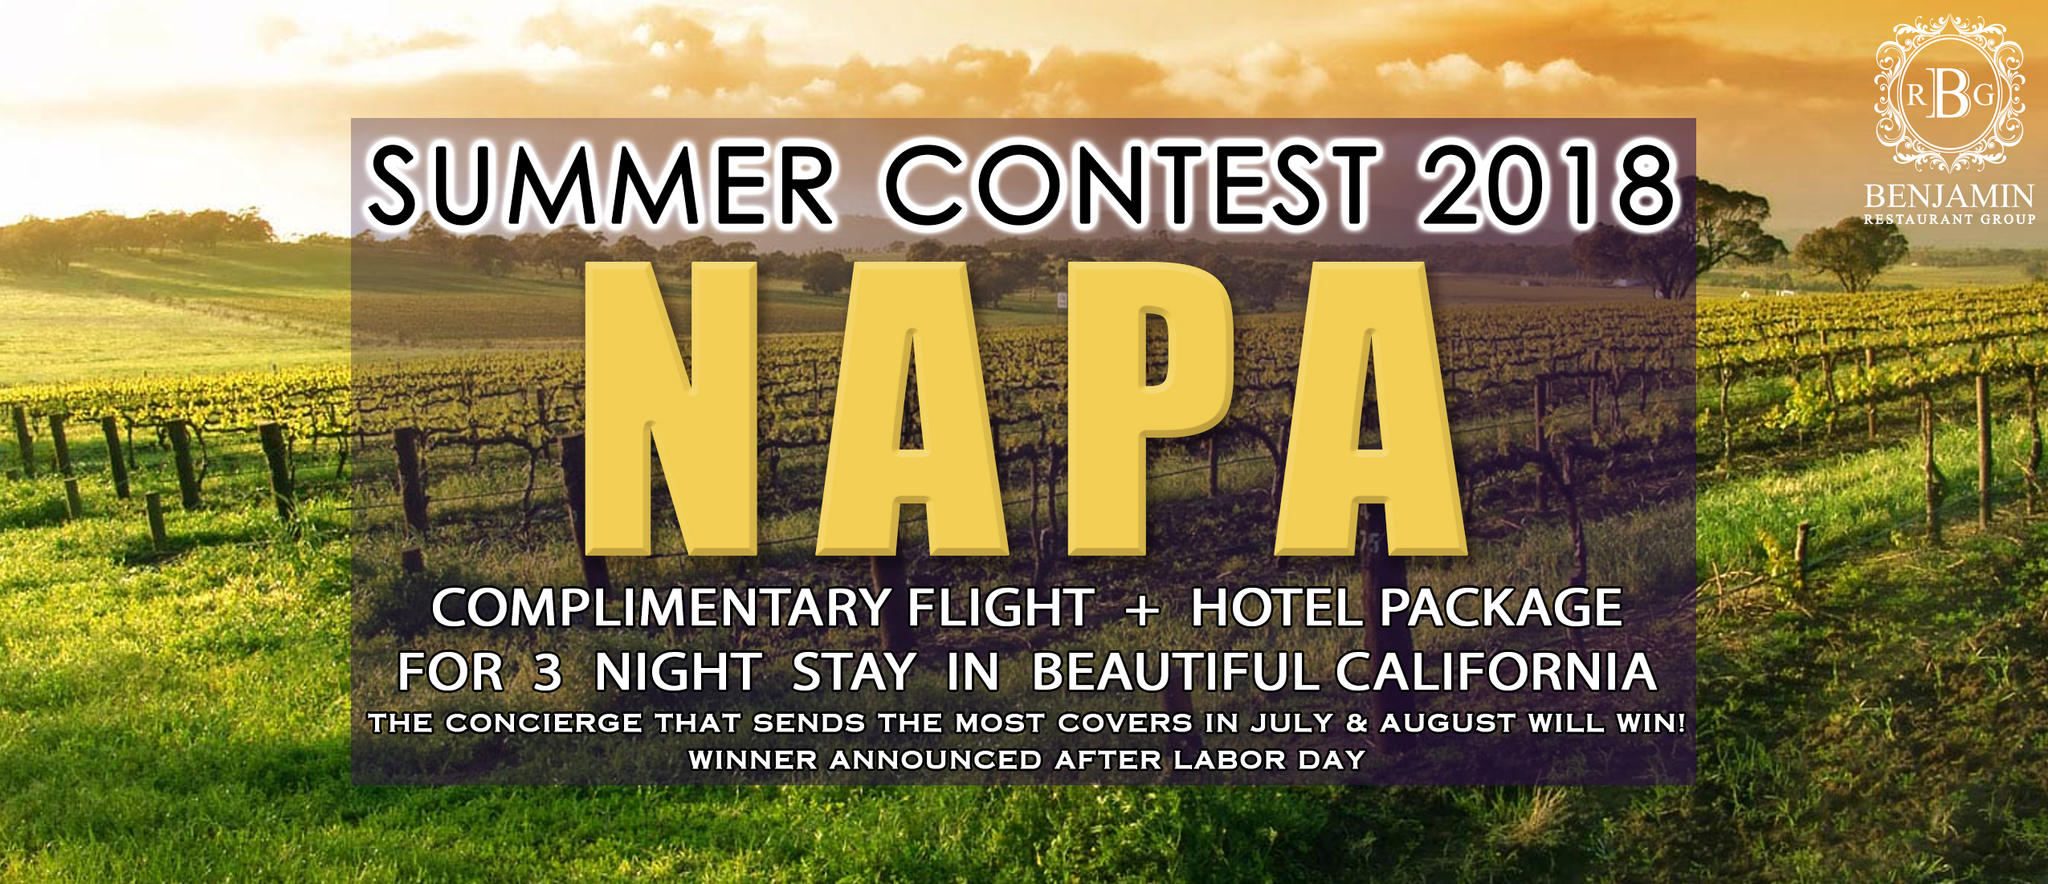 SUMMER CONTEST 2018
NAPA
COMPLIMENTARY FLIGHT + HOTEL PACKAGE
FOR 3 NIGHT STAY IN BEAUTIFUL CALIFORNIA
THE CONCIERGE THAT SENDS THE MOST COVERS IN JULY & AUGUST WILL WIN!
WINNER ANNOUNCED AFTER LABOR DAY
RBG
BENJAMIN
RESTAURANT GROUP